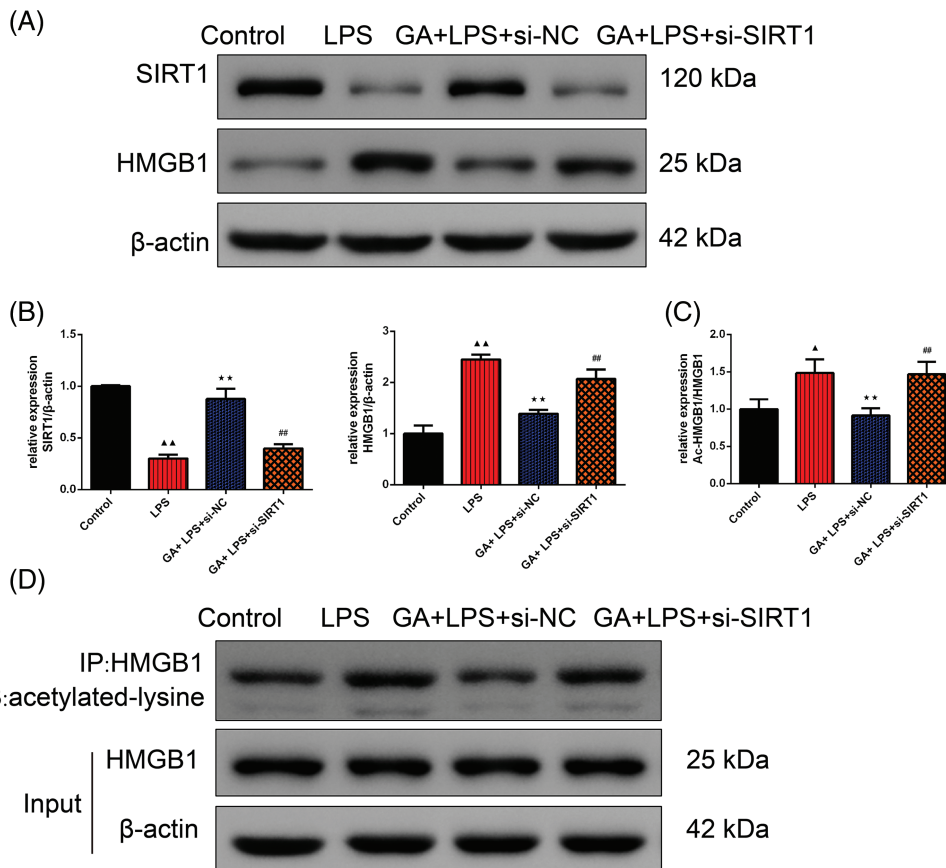 (A)
Control LPS GA+LPS+si-NC GA+LPS+si-SIRT1
SIRT1 120 kDa
HMGB1 25 kDa
β-actin 42 kDa
(B)
relative expression
SIRT1/β-actin
1.5
1.0
0.5
0.0
▲▲ ★★ ##
Control LPS GA+ LPS+si-NC GA+ LPS+si-SIRT1
relative expression
HMGB1/β-actin
3
2
1
0
▲▲ ★★ ##
Control LPS GA+ LPS+si-NC GA+ LPS+si-SIRT1
(C)
relative expression
Ac-HMGB1/HMGB1
2.0
1.5
1.0
0.5
0.0
▲ ★★ ##
Control LPS GA+ LPS+si-NC GA+ LPS+si-SIRT1
(D)
Control LPS GA+LPS+si-NC GA+LPS+si-SIRT1
IP:HMGB1
:acetylated-lysine
HMGB1 25 kDa
Input
β-actin 42 kDa